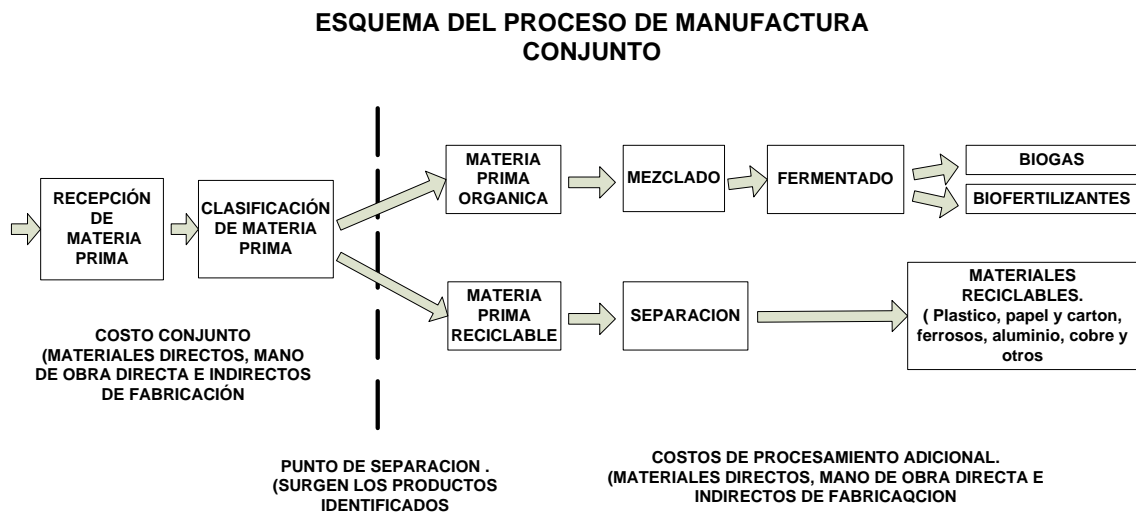 ESQUEMA DEL PROCESO DE MANUFACTURA
CONJUNTO
RECEPCIÓN
DE
MATERIA
PRIMA
CLASIFICACIÓN
DE MATERIA
PRIMA
MATERIA
PRIMA
ORGANICA
MEZCLADO
FERMENTADO
BIOGAS
BIOFERTILIZANTES
MATERIA
PRIMA
RECICLABLE
SEPARACION
MATERIALES
RECICLABLES.
( Plastico, papel y carton,
ferrosos, aluminio, cobre y
otros
COSTO CONJUNTO
(MATERIALES DIRECTOS, MANO
DE OBRA DIRECTA E INDIRECTOS
DE FABRICACIÓN
PUNTO DE SEPARACION .
(SURGEN LOS PRODUCTOS
IDENTIFICADOS
COSTOS DE PROCESAMIENTO ADICIONAL.
(MATERIALES DIRECTOS, MANO DE OBRA DIRECTA E
INDIRECTOS DE FABRICAQCION